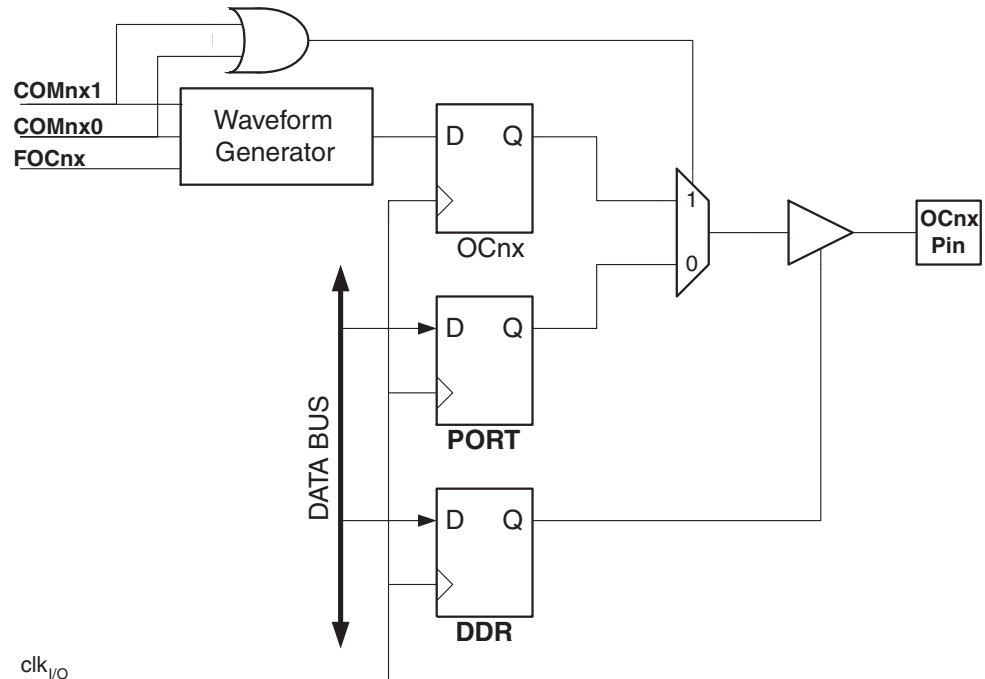 COMnx1
COMnx0
FOCnx
Waveform
Generator
D Q
OCnx
1
0
OCnx
Pin
D Q
PORT
DATA BUS
D Q
DDR
clkI/O